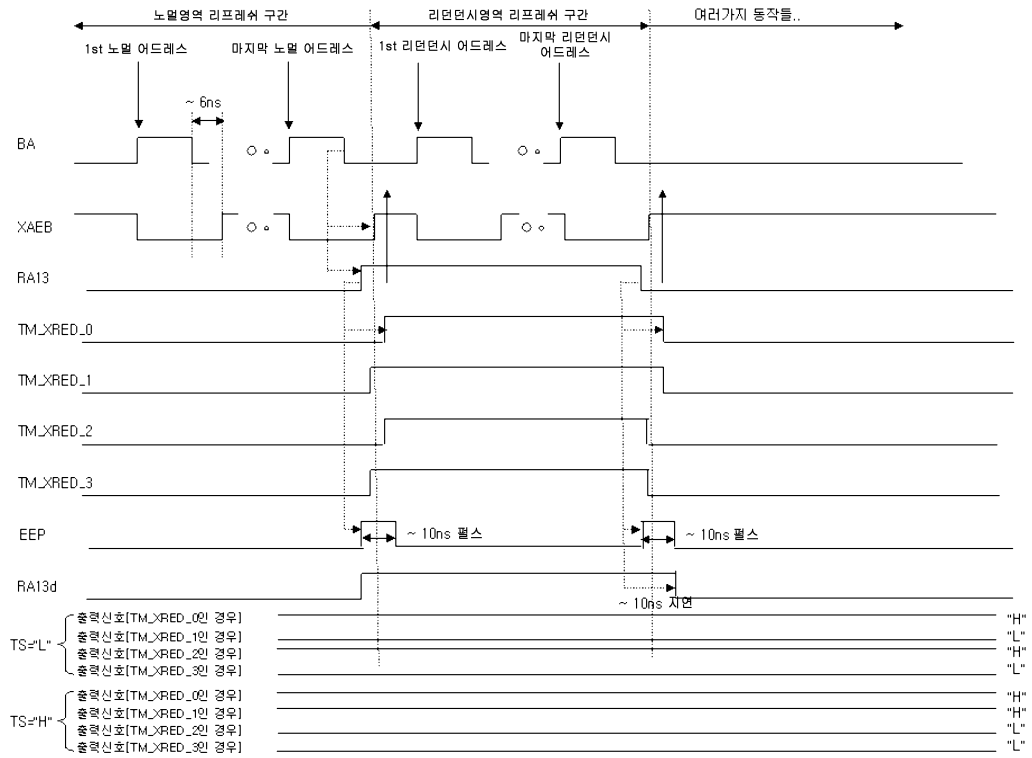 노멀영역 리프레쉬 구간
리던던시영역 리프레쉬 구간
여러가지 동작들..
1st 노멀 어드레스
마지막 노멀 어드레스
1st 리던던시 어드레스
마지막 리던던시
어드레스
~ 6ns
BA
XAEB
RA13
TM_XRED_0
TM_XRED_1
TM_XRED_2
TM_XRED_3
EEP
~ 10ns 펄스
~ 10ns 펄스
RA13d
~ 10ns 지연
TS="L"
출력신호[TM_XRED_0인 경우]
"H"
출력신호[TM_XRED_1인 경우]
"L"
출력신호[TM_XRED_2인 경우]
"H"
출력신호[TM_XRED_3인 경우]
"L"
TS="H"
출력신호[TM_XRED_0인 경우]
"H"
출력신호[TM_XRED_1인 경우]
"H"
출력신호[TM_XRED_2인 경우]
"L"
출력신호[TM_XRED_3인 경우]
"L"